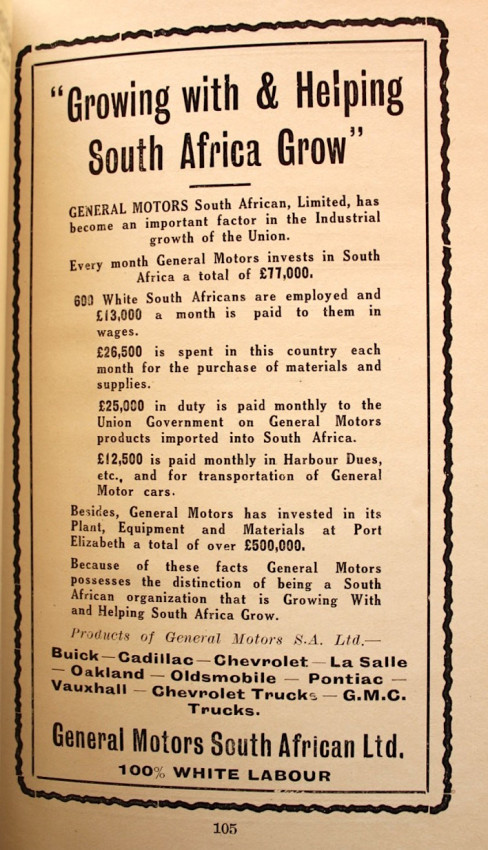 "Growing with & Helping
South Africa Grow"
GENERAL MOTORS South African, Limited, has
become an important factor in the Industrial
growth of the Union.
Every month General Motors invests in South
Africa a total of £77,000.
600 White South Africans are employed and
£13,000 a month is paid to them in
wages.
£26,500 is spent in this country each
month for the purchase of materials and
supplies.
£25,000 in duty is paid monthly to the
Union Government on General Motors
products imported into South Africa.
£12,500 is paid monthly in Harbour Dues,
etc., and for transportation of General
Motor cars.
Besides, General Motors has invested in its
Plant, Equipment and Materials at Port
Elizabeth a total of over £500,000.
Because of these facts General Motors
possesses the distinction of being a South
African organization that is Growing With
and Helping South Africa Grow.
Products of General Motors S.A. Ltd.—
Buick—Cadillac—Chevrolet—La Salle
— Oakland — Oldsmobile — Pontiac —
Vauxhall — Chevrolet Trucks — G.M.C.
Trucks.
General Motors South African Ltd.
100% WHITE LABOUR
105